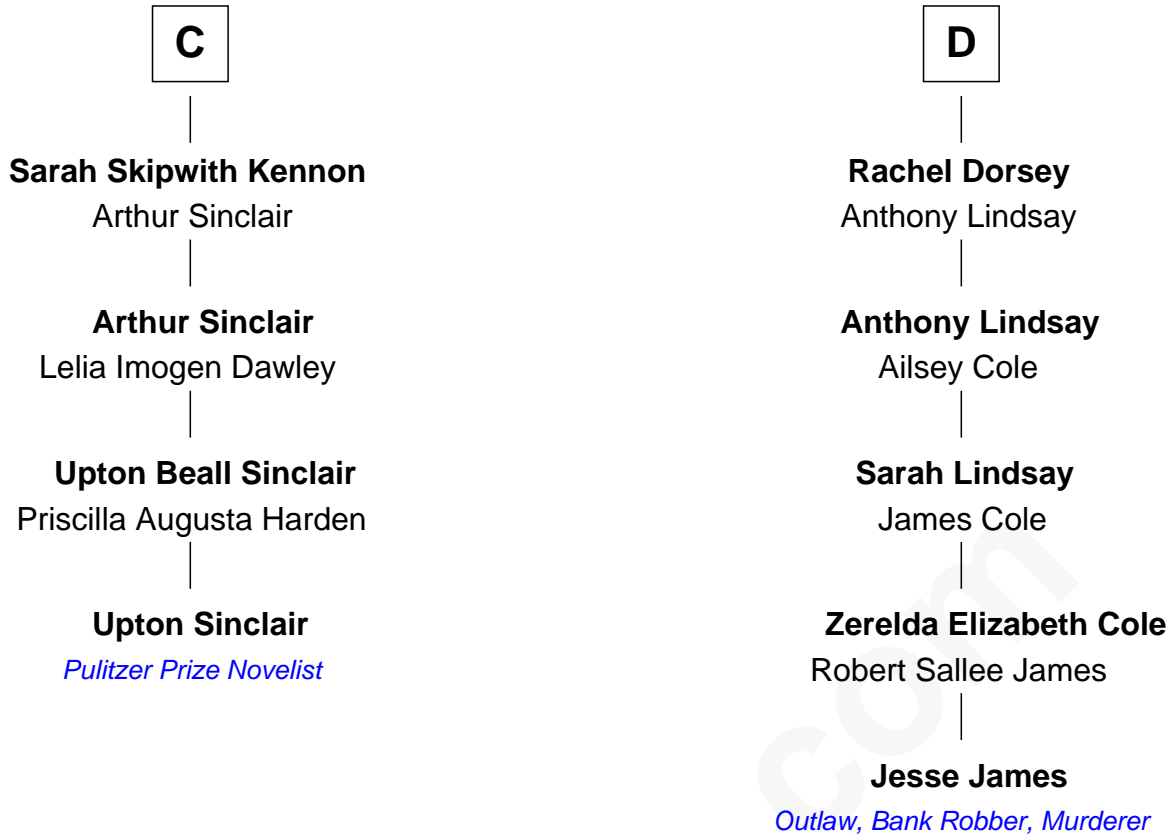 C
Sarah Skipwith Kennon
Arthur Sinclair
Arthur Sinclair
Lelia Imogen Dawley
Upton Beall Sinclair
Priscilla Augusta Harden
Upton Sinclair
Pulitzer Prize Novelist
D
Rachel Dorsey
Anthony Lindsay
Anthony Lindsay
Ailsey Cole
Sarah Lindsay
James Cole
Zerelda Elizabeth Cole
Robert Sallee James
Jesse James
Outlaw, Bank Robber, Murderer
com